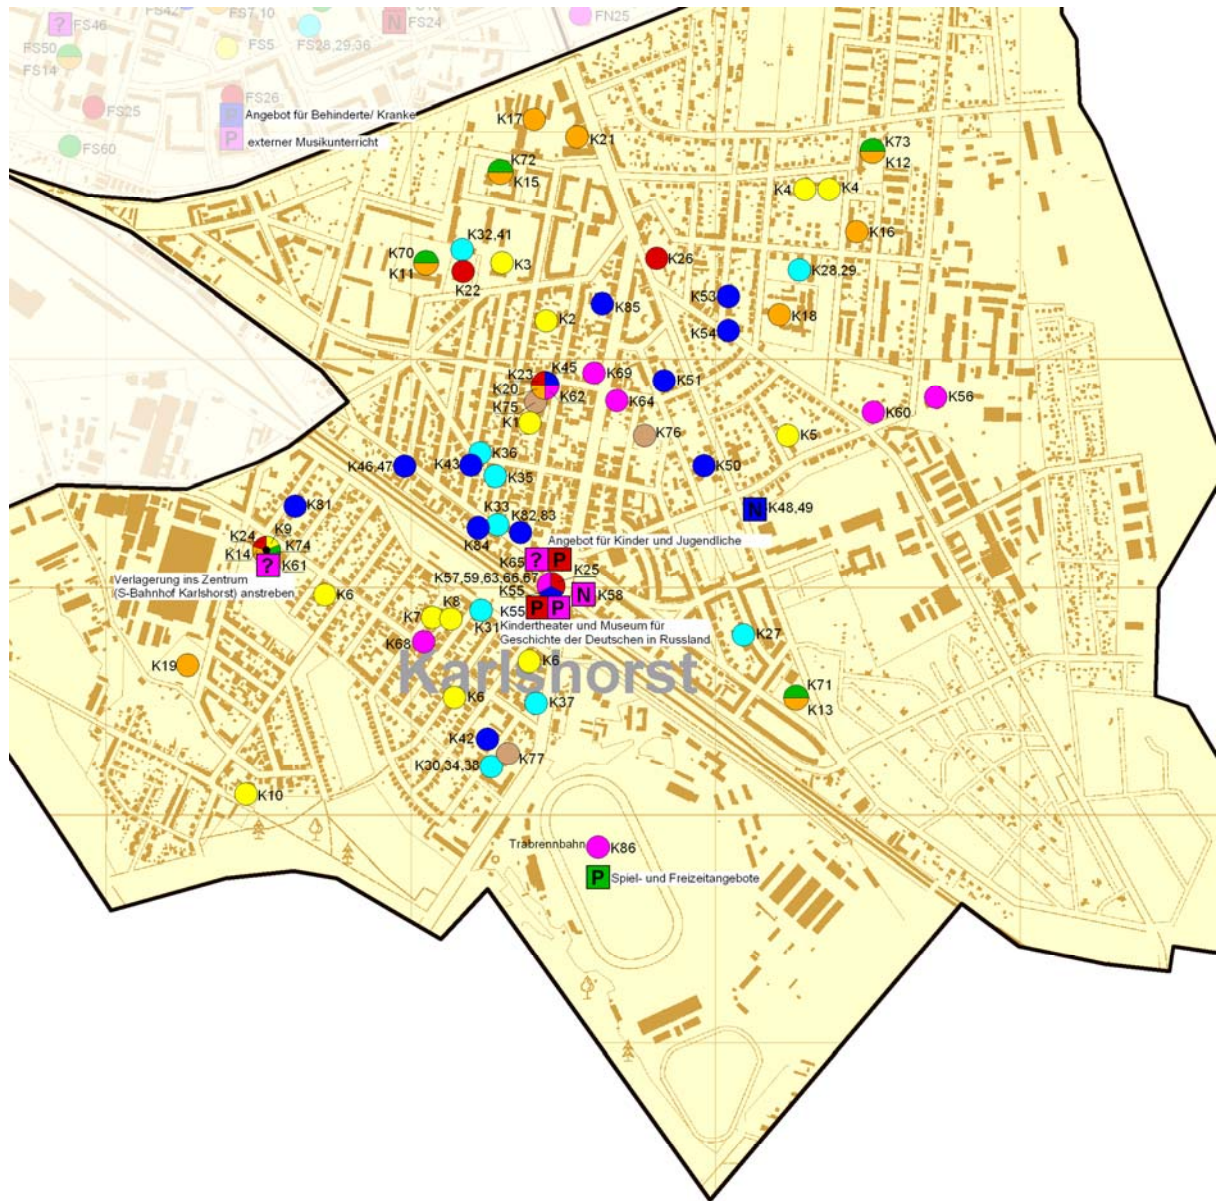 FS42
FS7,10
FS46
?
N
FS24
FN25
FS50
FS14
FS5
FS28,29,36
FS25
FS26
P
Angebot für Behinderte/ Kranke
P
externer Musikunterricht
FS60
K17
K21
K73
K12
K72
K15
K4
K4
K16
K32,41
K70
K11
K3
K22
K26
K28,29
K53
K85
K18
K2
K54
K23
K45
K69
K51
K20
K62
K64
K75
K56
K60
K1
K76
K5
K36
K46,47
K43
K35
K50
K81
K33
K82,83
N
K48,49
K84
Angebot für Kinder und Jugendliche
K24
K9
K14
K74
K65
?
P
K25
?
K61
Verlagerung ins Zentrum
(S-Bahnhof Karlshorst) anstreben
K57,59,63,66,67
K55
N
K58
K6
K7
K8
K31
K55
P
P
Kindertheater und Museum für
Geschichte der Deutschen in Russland
K27
K68
K19
K6
Karlshorst
K6
K37
K71
K13
K42
K77
K30,34,38
K10
Trabrennbahn
K86
P
Spiel- und Freizeitangebote